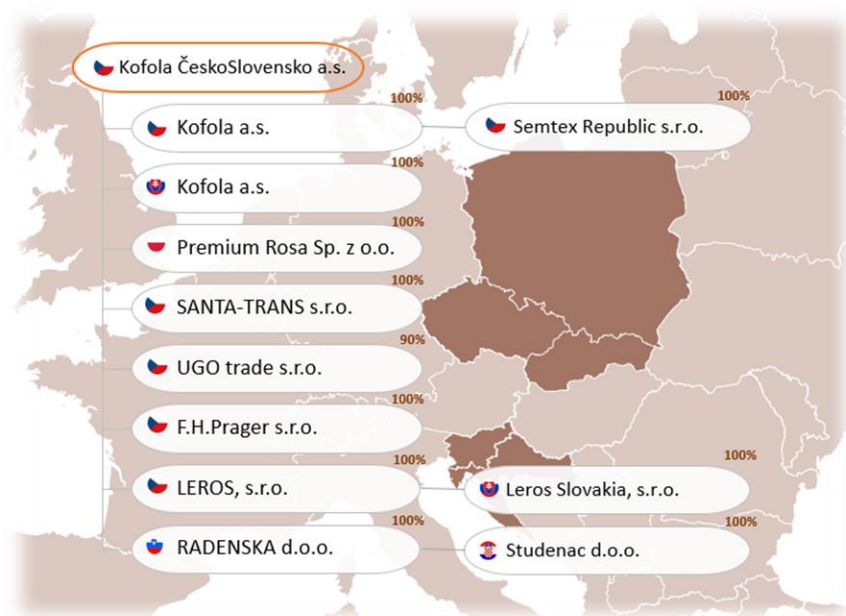 Kofola ČeskoSlovensko a.s.
100%
Kofola a.s.
100%
Semtex Republic s.r.o.
100%
Kofola a.s.
100%
Premium Rosa Sp. z o.o.
100%
SANTA-TRANS s.r.o.
90%
UGO trade s.r.o.
100%
F.H.Prager s.r.o.
100%
LEROS, s.r.o.
100%
Leros Slovakia, s.r.o.
100%
RADENSKA d.o.o.
100%
Studenac d.o.o.